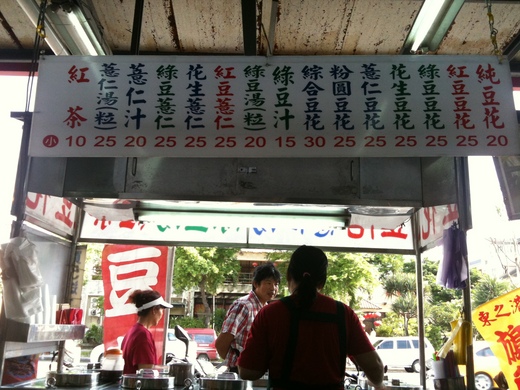 純豆花 20
紅豆豆花 25
綠豆豆花 25
花生豆花 25
薏仁豆花 25
粉圓豆花 25
綜合豆花 30
綠豆汁 15
綠豆湯(粒) 20
紅豆薏仁 25
花生薏仁 25
綠豆薏仁 25
薏仁汁 20
薏仁湯(粒) 25
紅茶 小 10
豆